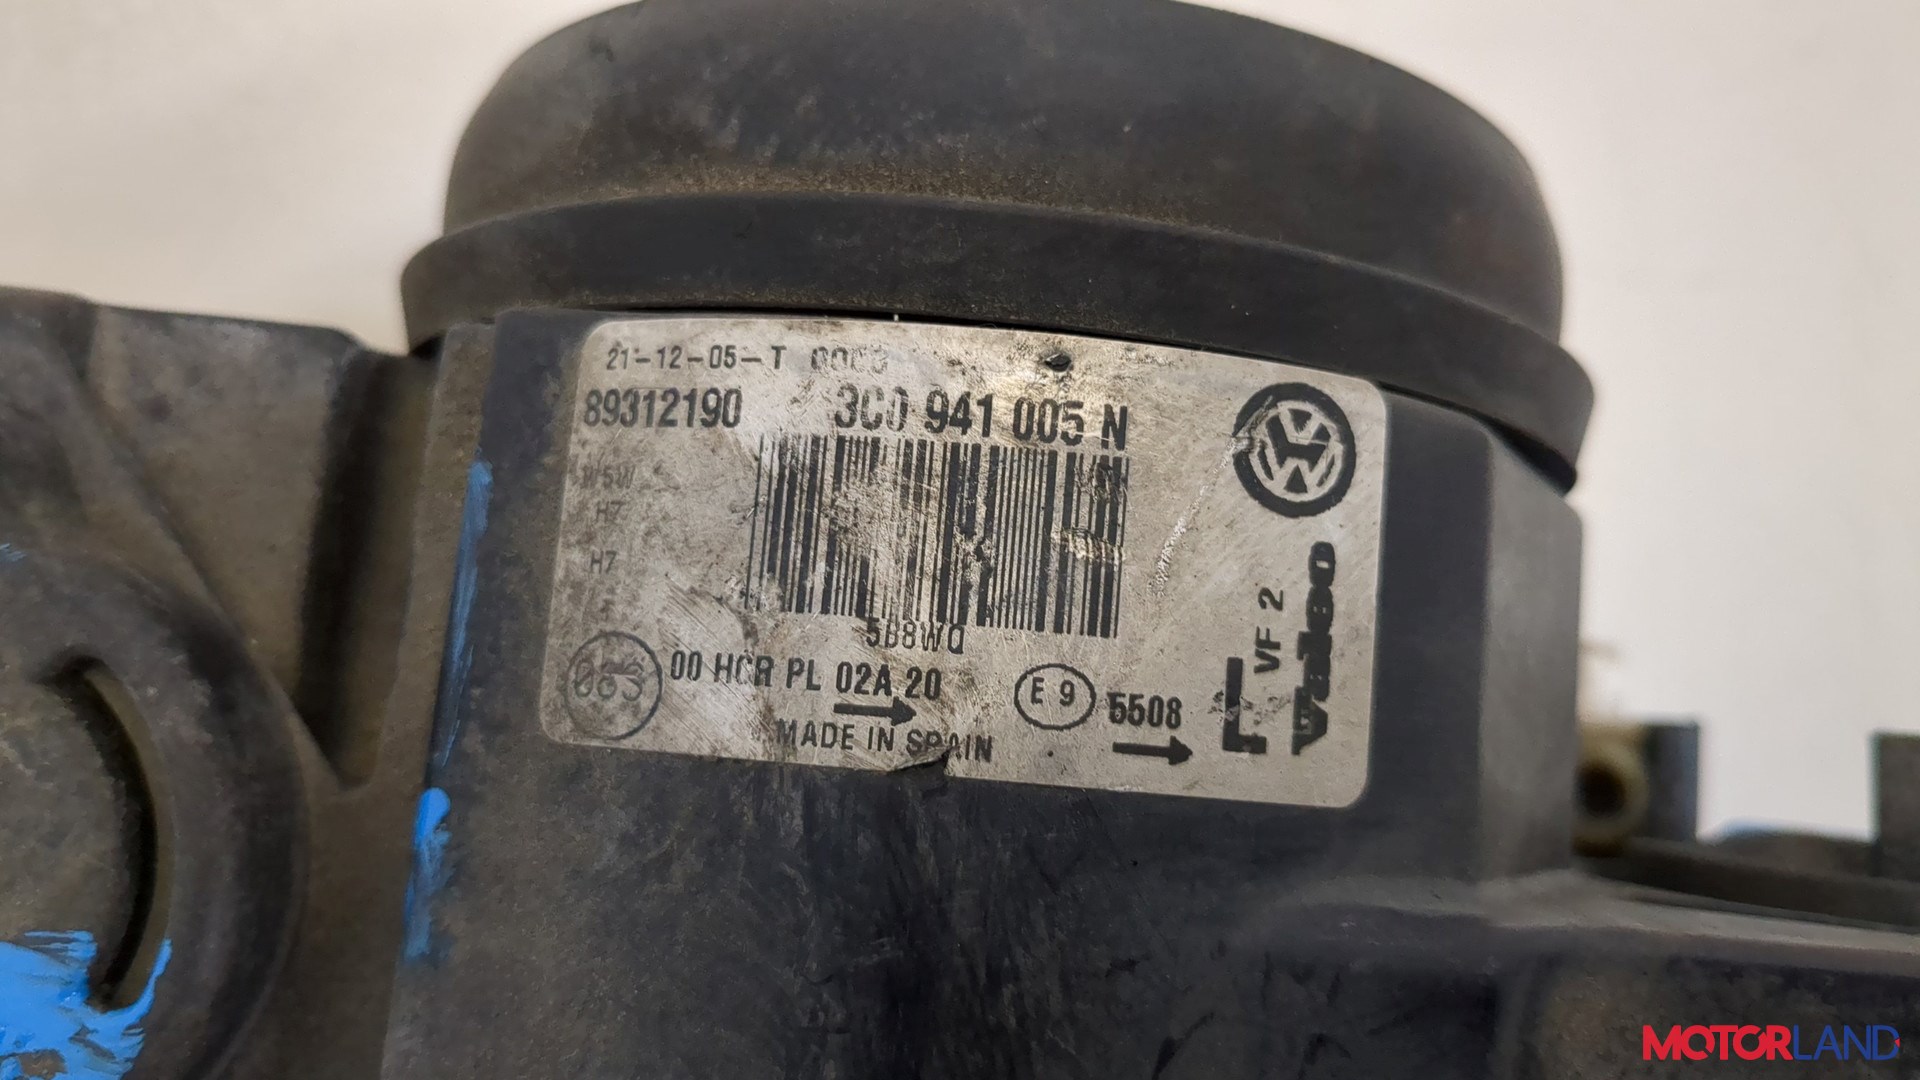 21-12-05-T 0003
89312190 3C0 941 005 N
W5W
H7
H7
5B8WQ
00 HCR PL 02A 20
E 9 5508
MADE IN SPAIN
VF 2
Valeo
MOTORLAND